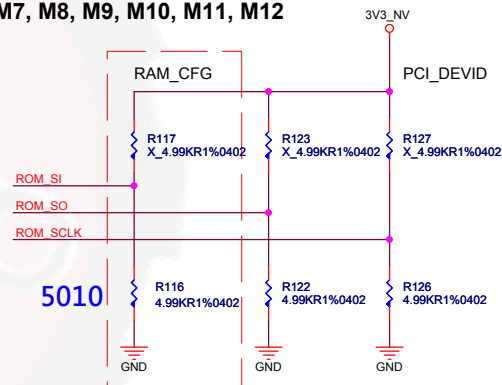 M7, M8, M9, M10, M11, M12
3V3_NV
RAM_CFG
PCI_DEVID
R117
X_4.99KR1%0402
R123
X_4.99KR1%0402
R127
X_4.99KR1%0402
ROM_SI
ROM_SO
ROM_SCLK
5010
R116
4.99KR1%0402
R122
4.99KR1%0402
R126
4.99KR1%0402
GND
GND
GND